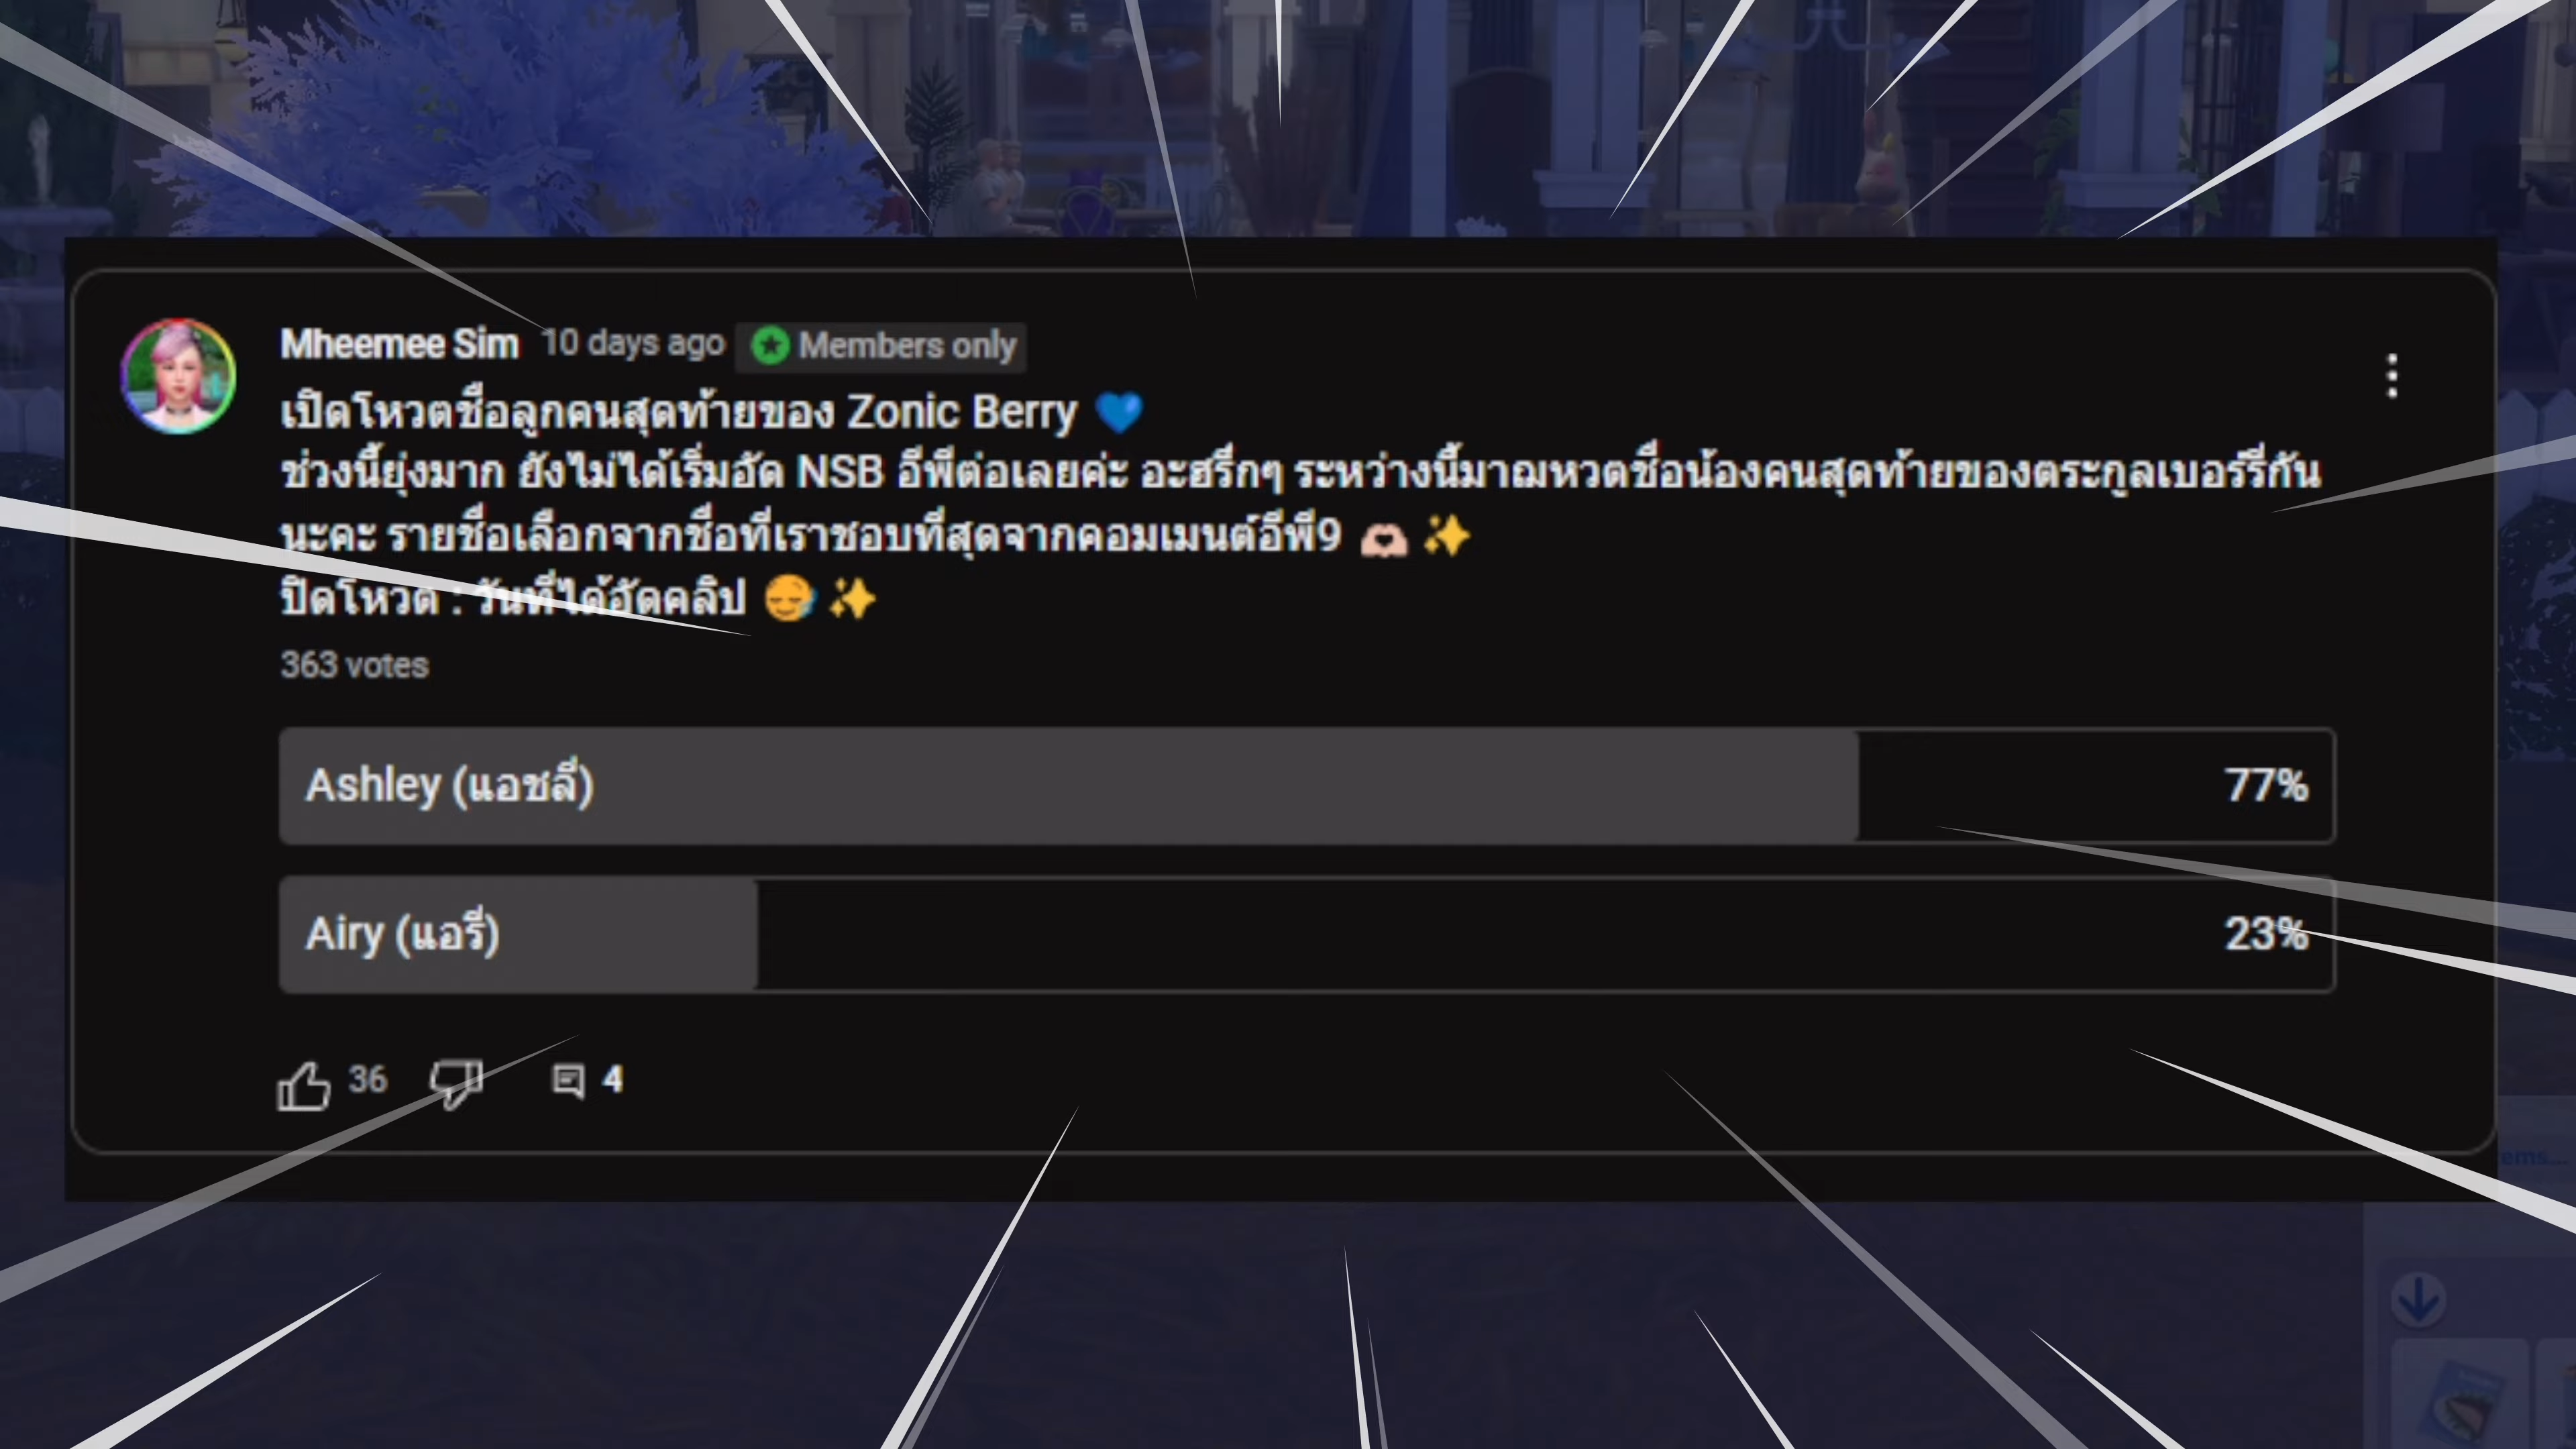 Mheemee Sim 10 days ago Members only
เปิดโหวตชื่อลูกคนสุดท้ายของ Zonic Berry 💙
ช่วงนี้ยุ่งมาก ยังไม่ได้เริ่มอัด NSB อีพีต่อเลยค่ะ อะฮรึ่กๆ ระหว่างนี้มาฌหวตชื่อน้องคนสุดท้ายของตระกูลเบอร์รี่กัน
นะคะ รายชื่อเลือกจากชื่อที่เราชอบที่สุดจากคอมเมนต์อีพี9 🫶🏻 ✨
ปิดโหวต : วันที่ได้อัดคลิป 😪 ✨
363 votes
Ashley (แอชลี่) 77%
Airy (แอรี่) 23%
36 4
ems...